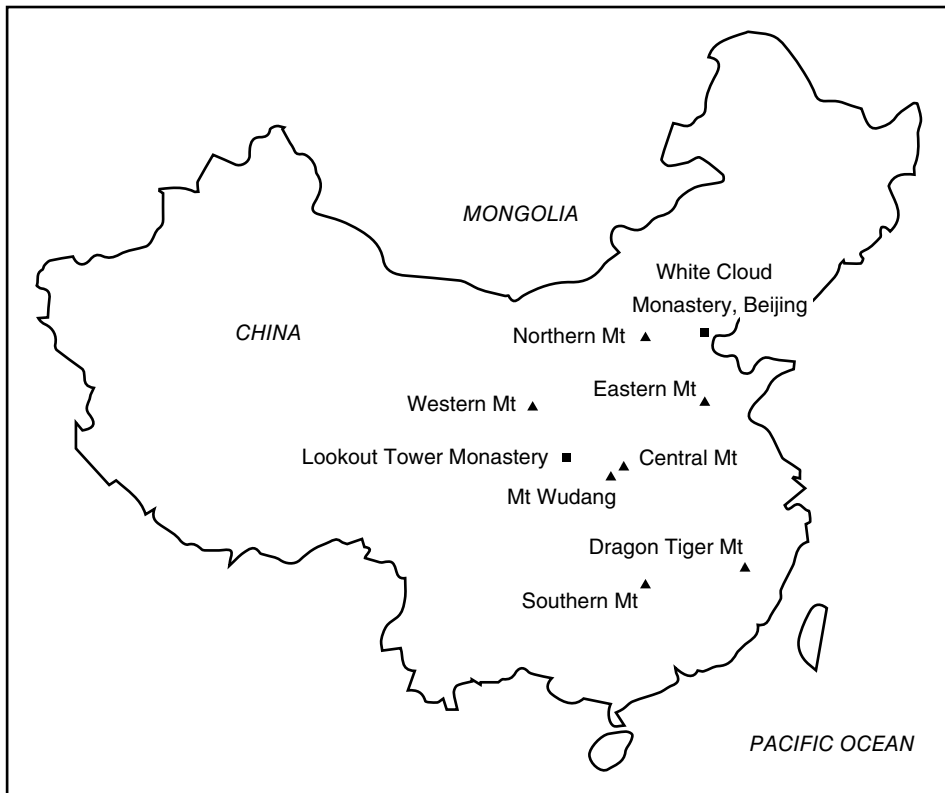 MONGOLIA
White Cloud
Monastery, Beijing
CHINA
Northern Mt
Eastern Mt
Western Mt
Lookout Tower Monastery
Central Mt
Mt Wudang
Dragon Tiger Mt
Southern Mt
PACIFIC OCEAN